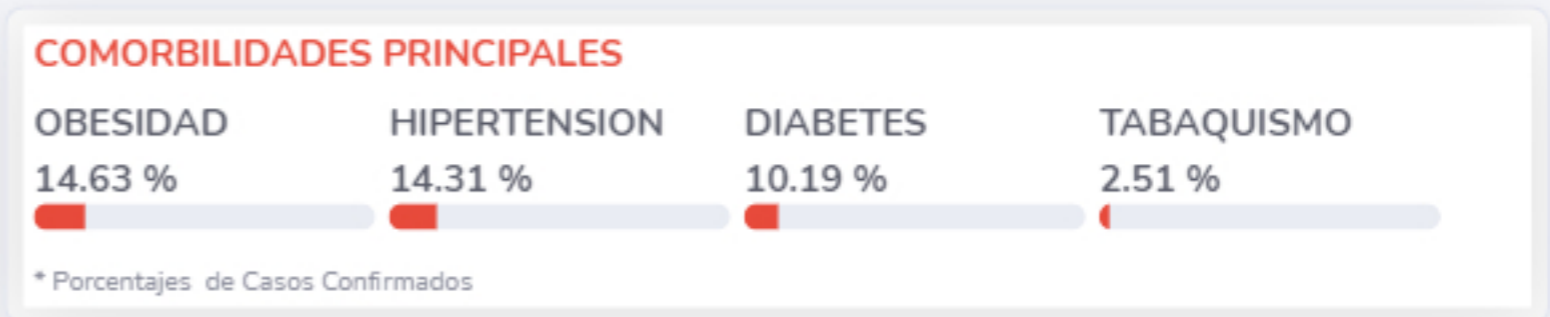 COMORBILIDADES PRINCIPALES
OBESIDAD HIPERTENSION DIABETES TABAQUISMO
14.63 % 14.31 % 10.19 % 2.51 %
* Porcentajes de Casos Confirmados